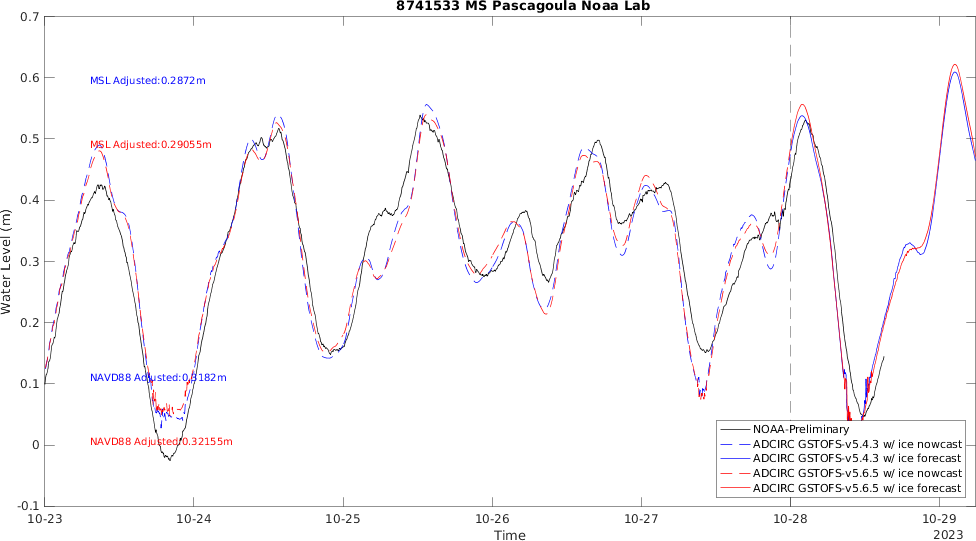 8741533 MS Pascagoula Noaa Lab
0.7
0.6
0.5
0.4
0.3
0.2
0.1
0
-0.1
Water Level (m)
MSL Adjusted:0.2872m
MSL Adjusted:0.29055m
NAVD88 Adjusted:0.3182m
NAVD88 Adjusted:0.32155m
NOAA-Preliminary
ADCIRC GSTOFS-v5.4.3 w/ ice nowcast
ADCIRC GSTOFS-v5.4.3 w/ ice forecast
ADCIRC GSTOFS-v5.6.5 w/ ice nowcast
ADCIRC GSTOFS-v5.6.5 w/ ice forecast
10-23 10-24 10-25 10-26 10-27 10-28 10-29
Time
2023